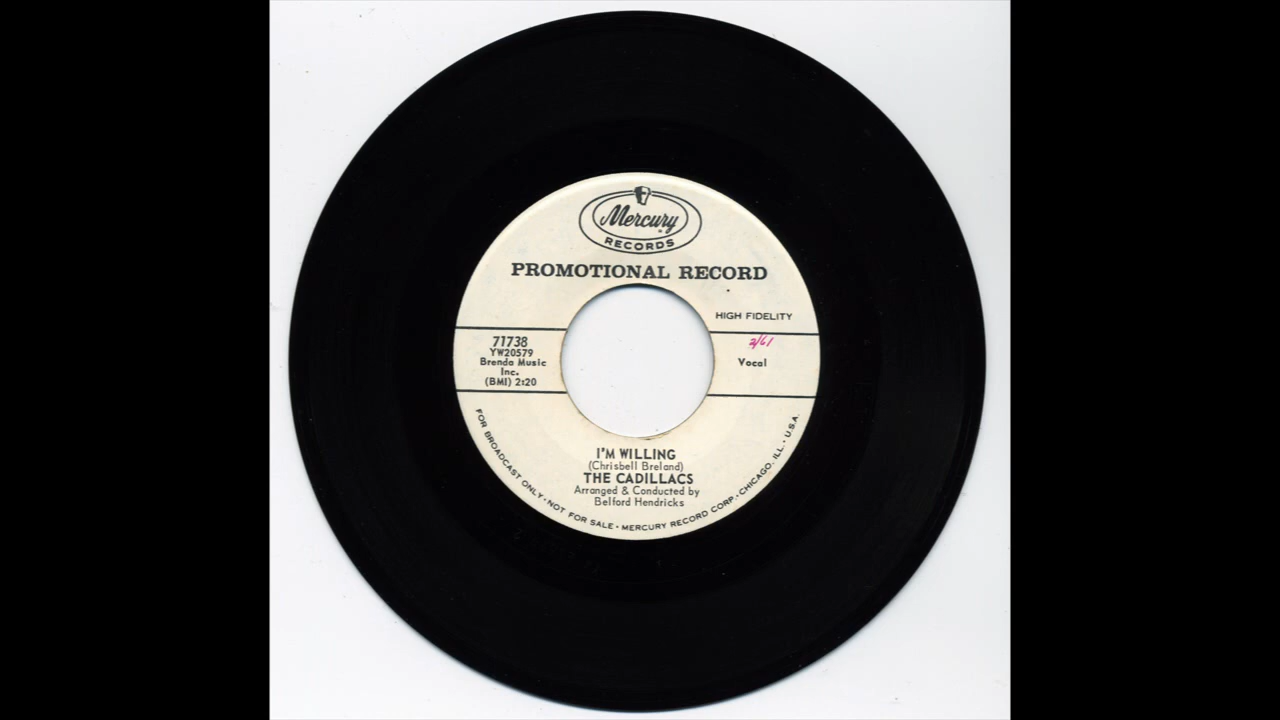 Mercury
RECORDS
PROMOTIONAL RECORD
HIGH FIDELITY
71738
YW20579
Brenda Music
Inc.
(BMI) 2:20
2/61
Vocal
I'M WILLING
(Chrisbell Breland)
THE CADILLACS
Arranged & Conducted by
Belford Hendricks
FOR BROADCAST ONLY • NOT FOR SALE • MERCURY RECORD CORP. • CHICAGO, ILL. • U.S.A.